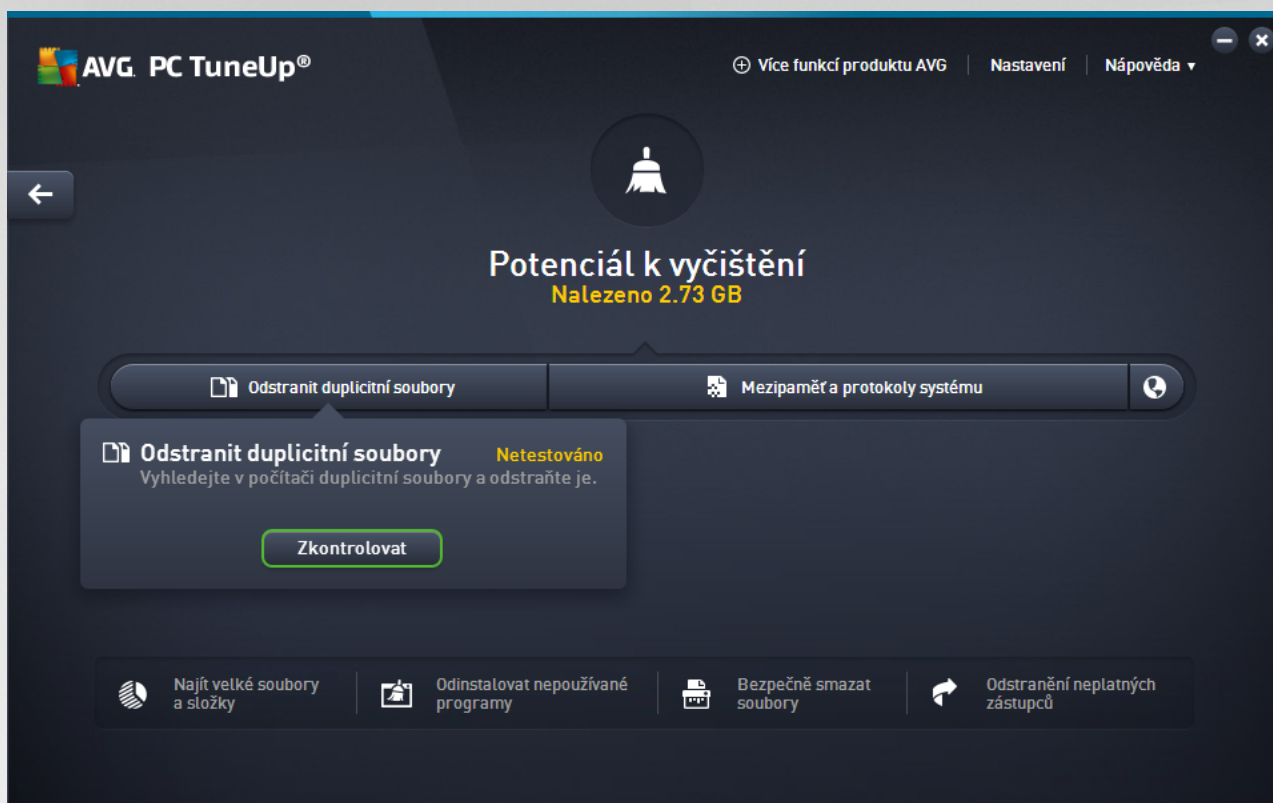 AVG. PC TuneUp®
Více funkcí produktu AVG
Nastavení
Nápověda
Potenciál k vyčištění
Nalezeno 2.73 GB
Odstranit duplicitní soubory
Mezipaměť a protokoly systému
Odstranit duplicitní soubory
Netestováno
Vyhledejte v počítači duplicitní soubory a odstraňte je.
Zkontrolovat
Najít velké soubory
a složky
Odinstalovat nepoužívané
programy
Bezpečně smazat
soubory
Odstranění neplatných
zástupců